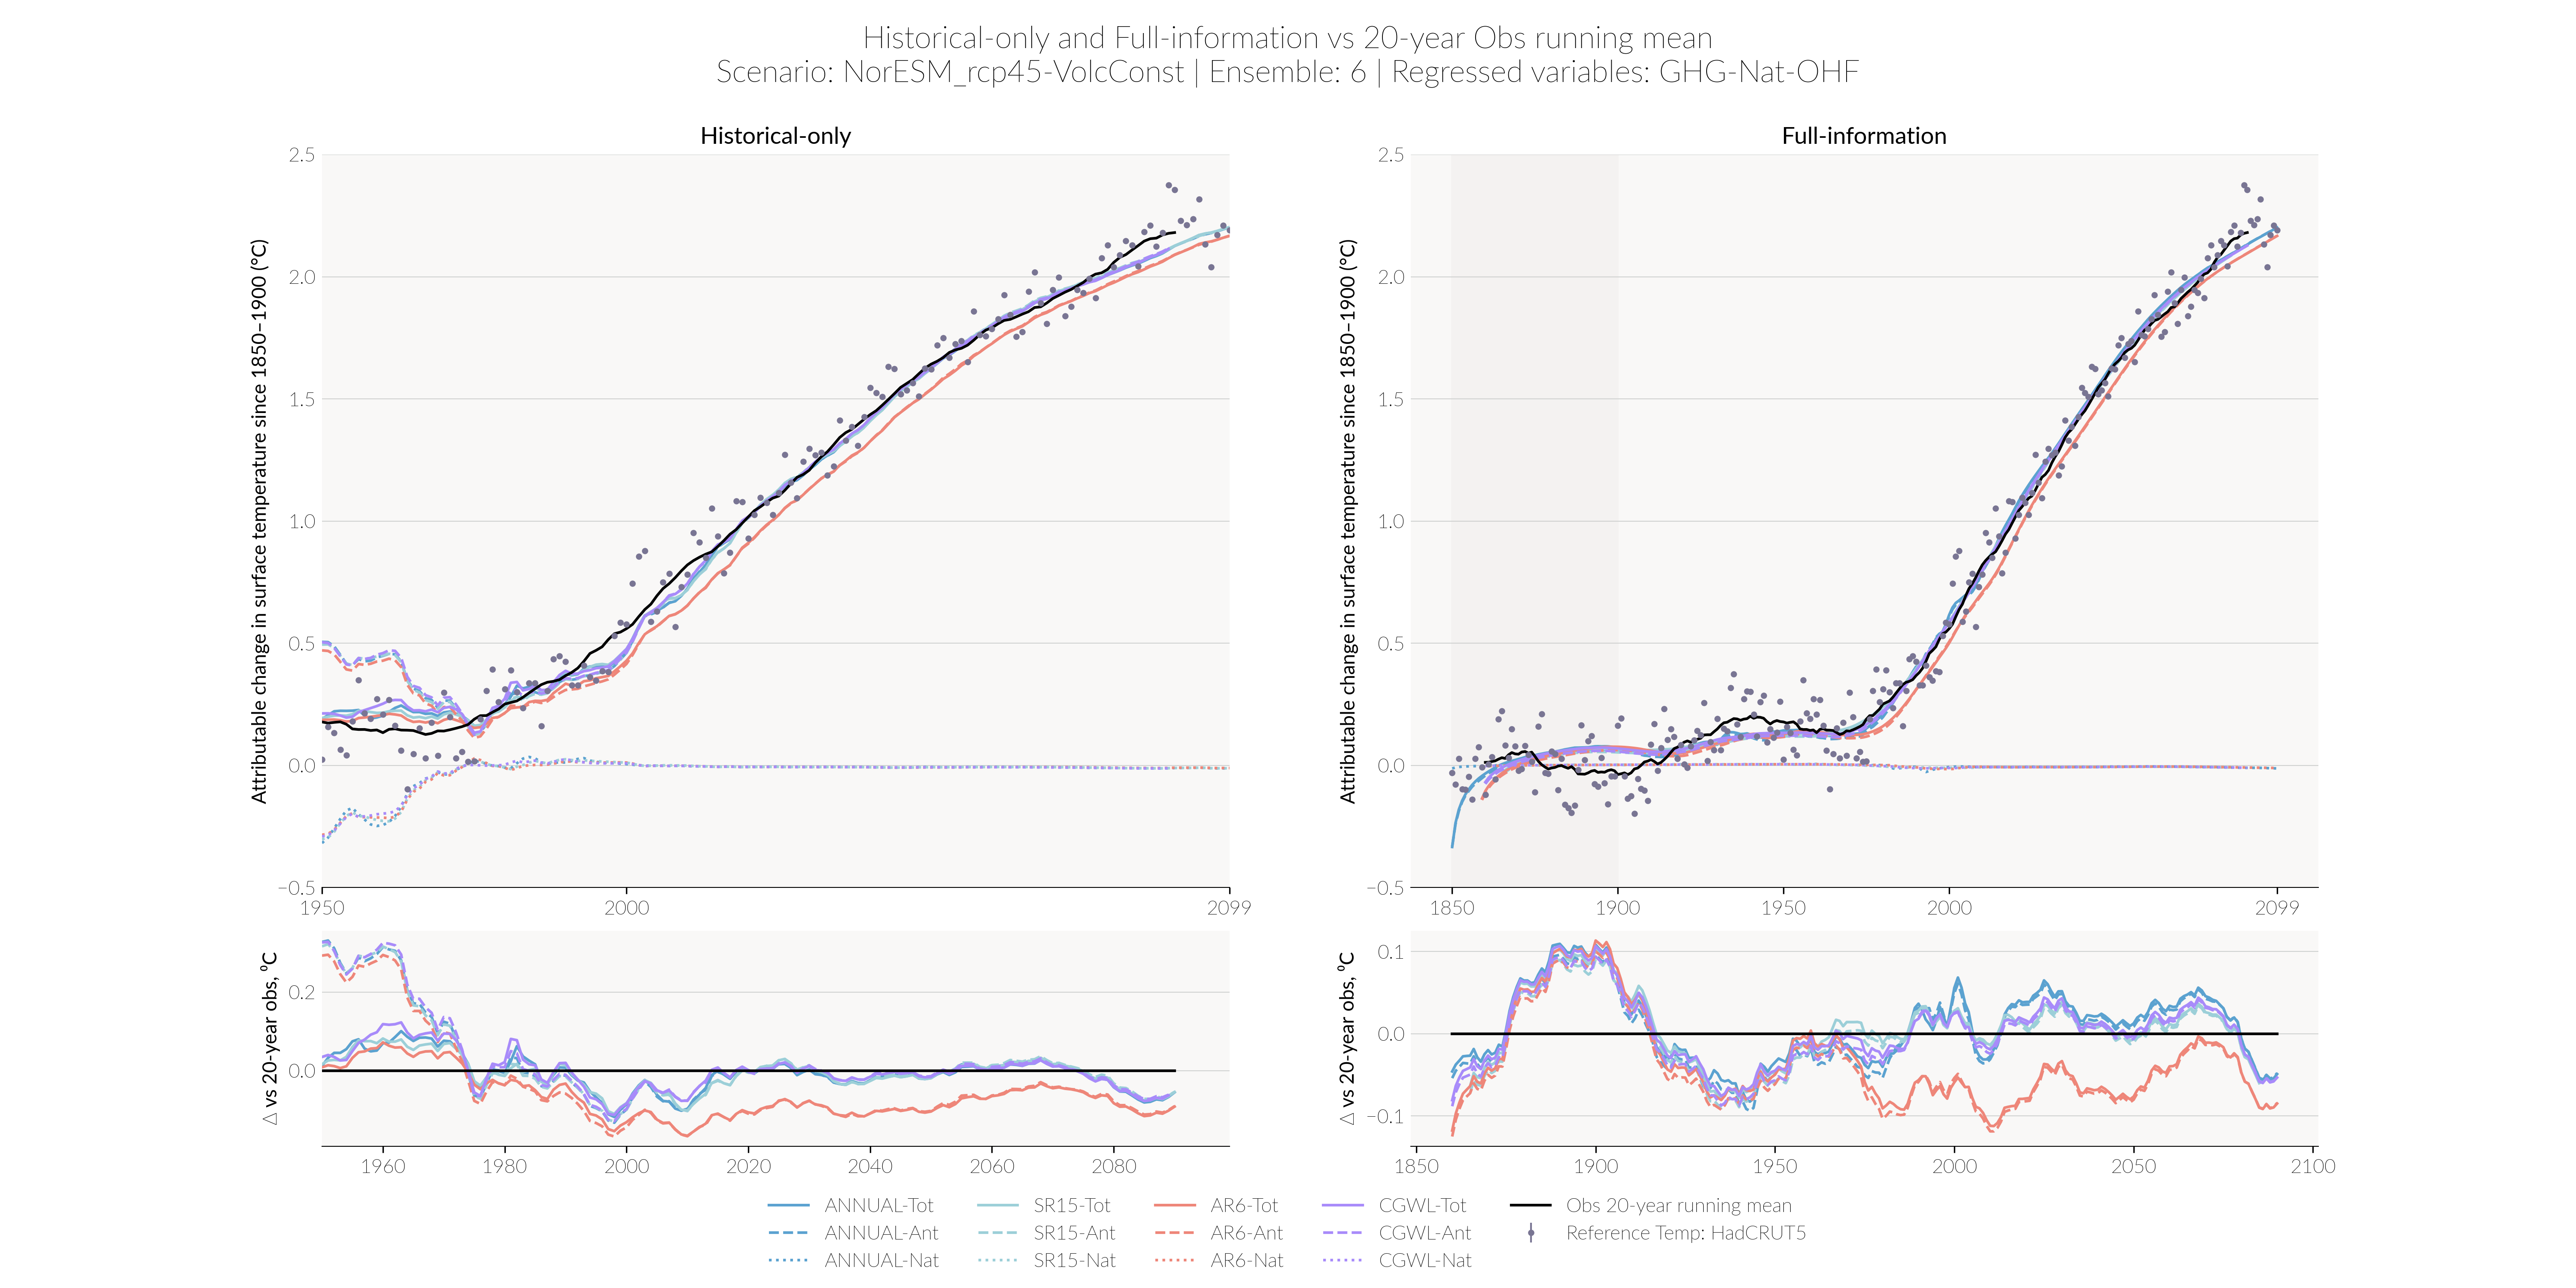 Historical-only and Full-information vs 20-year Obs running mean
Scenario: NorESM_rcp45-VolcConst | Ensemble: 6 | Regressed variables: GHG-Nat-OHF
Historical-only
Attributable change in surface temperature since 1850–1900 (°C)
2.5
2.0
1.5
1.0
0.5
0.0
−0.5
1950 2000 2099
Δ vs 20-year obs, °C
0.2
0.0
1960 1980 2000 2020 2040 2060 2080
Full-information
Attributable change in surface temperature since 1850–1900 (°C)
2.5
2.0
1.5
1.0
0.5
0.0
−0.5
1850 1900 1950 2000 2099
Δ vs 20-year obs, °C
0.1
0.0
−0.1
1850 1900 1950 2000 2050 2100
ANNUAL-Tot SR15-Tot AR6-Tot CGWL-Tot Obs 20-year running mean
ANNUAL-Ant SR15-Ant AR6-Ant CGWL-Ant Reference Temp: HadCRUT5
ANNUAL-Nat SR15-Nat AR6-Nat CGWL-Nat